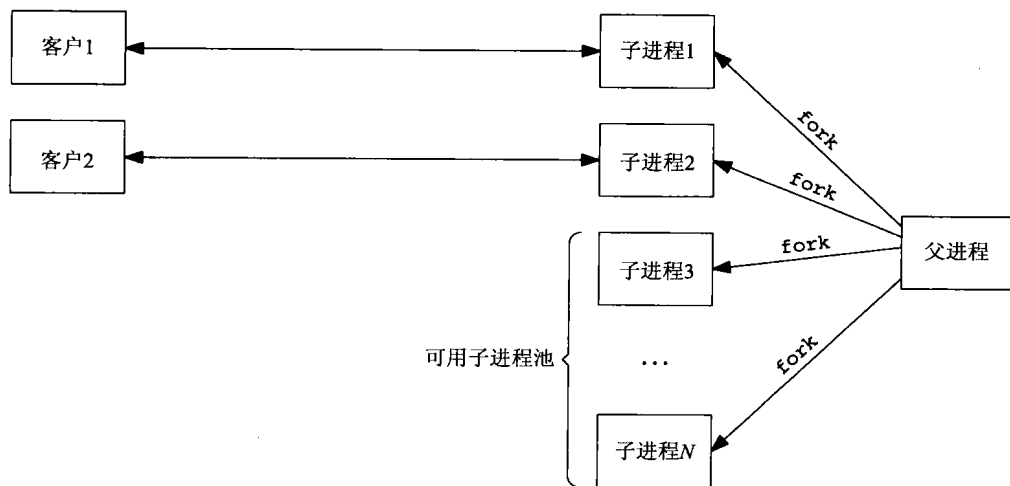 客户1
子进程1
fork
客户2
子进程2
fork
子进程3
fork
父进程
可用子进程池
...
fork
子进程N